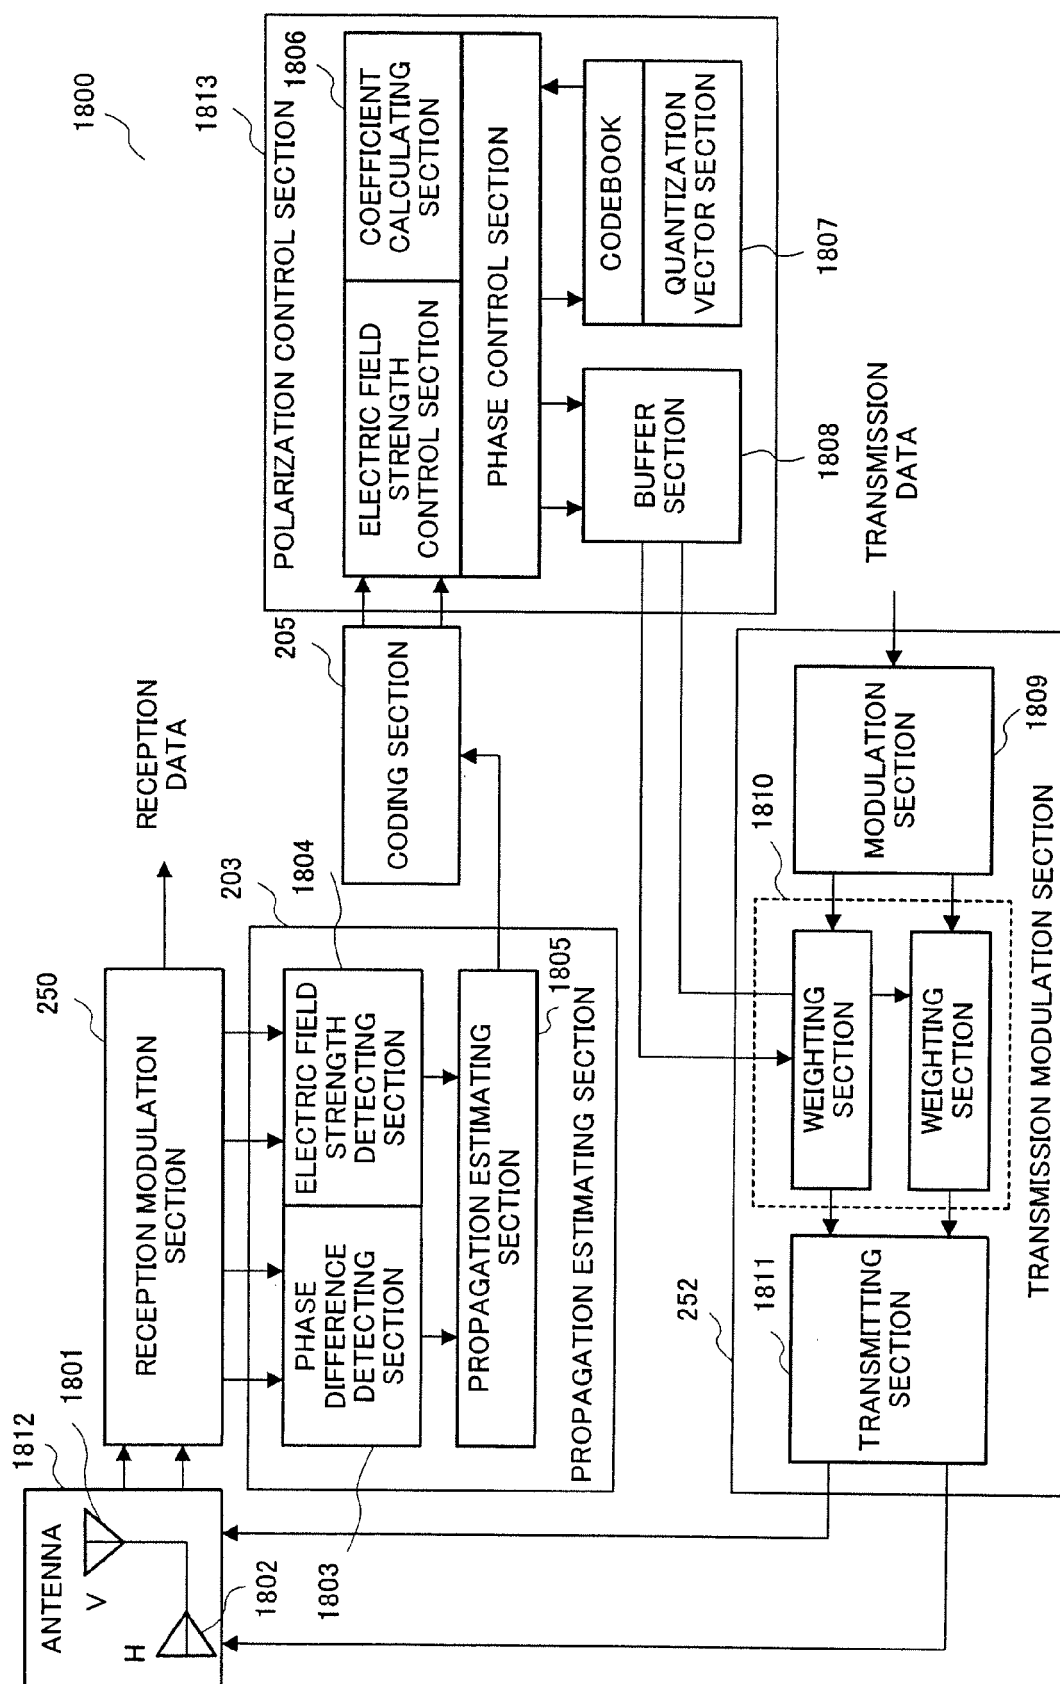 1800
ANTENNA
V
H
1812
1801
1802
RECEPTION MODULATION
SECTION
250
RECEPTION
DATA
203
PHASE
DIFFERENCE
DETECTING
SECTION
1803
ELECTRIC FIELD
STRENGTH
DETECTING
SECTION
1804
PROPAGATION ESTIMATING
SECTION
1805
PROPAGATION ESTIMATING SECTION
CODING SECTION
205
POLARIZATION CONTROL SECTION
1813
ELECTRIC FIELD
STRENGTH
CONTROL SECTION
COEFFICIENT
CALCULATING
SECTION
1806
PHASE CONTROL SECTION
BUFFER
SECTION
1808
CODEBOOK
QUANTIZATION
VECTOR SECTION
1807
TRANSMISSION
DATA
252
TRANSMITTING
SECTION
1811
WEIGHTING
SECTION
WEIGHTING
SECTION
1810
MODULATION
SECTION
1809
TRANSMISSION MODULATION SECTION